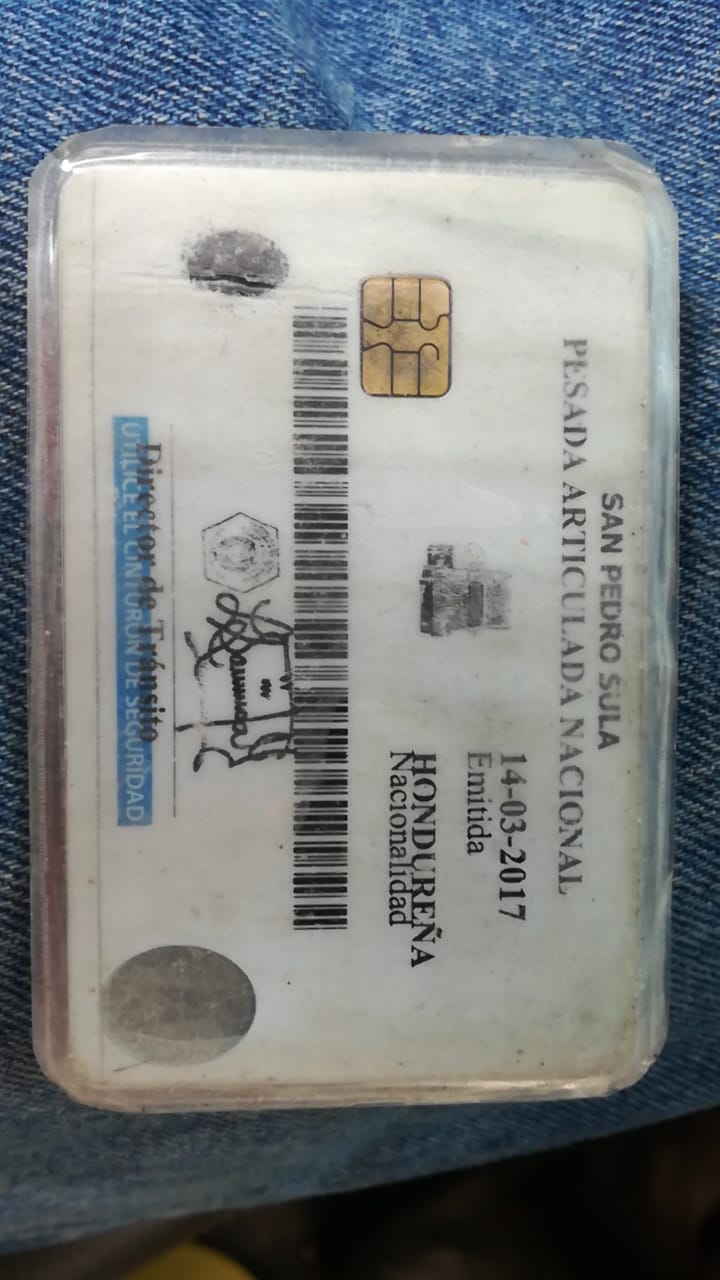 SAN PEDRO SULA
PESADA ARTICULADA NACIONAL
14-03-2017
Emitida
HONDUREÑA
Nacionalidad
Director de Tránsito
UTILICE EL CINTURON DE SEGURIDAD